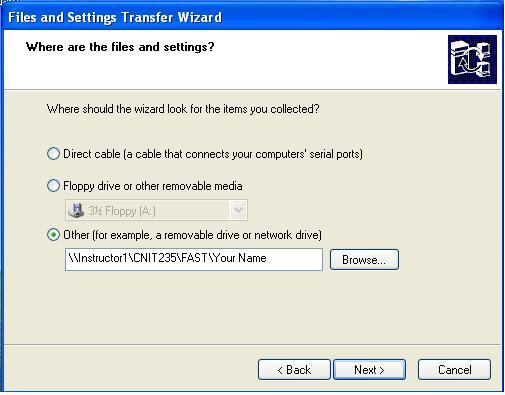 Files and Settings Transfer Wizard
Where are the files and settings?
Where should the wizard look for the items you collected?
Direct cable (a cable that connects your computers' serial ports)
Floppy drive or other removable media
3½ Floppy (A:)
Other (for example, a removable drive or network drive)
\\Instructor1\CNIT235\FAST\Your Name
Browse...
< Back
Next >
Cancel